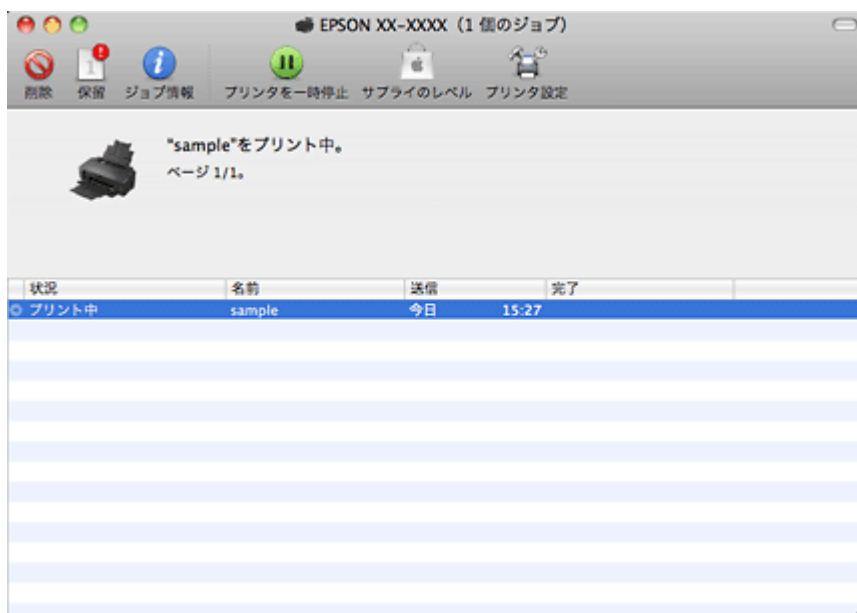 EPSON XX-XXXX（1 個のジョブ）
削除 保留 ジョブ情報 プリンタを一時停止 サプライのレベル プリンタ設定
"sample"をプリント中。
ページ 1/1。
状況 名前 送信 完了
プリント中 sample 今日 15:27